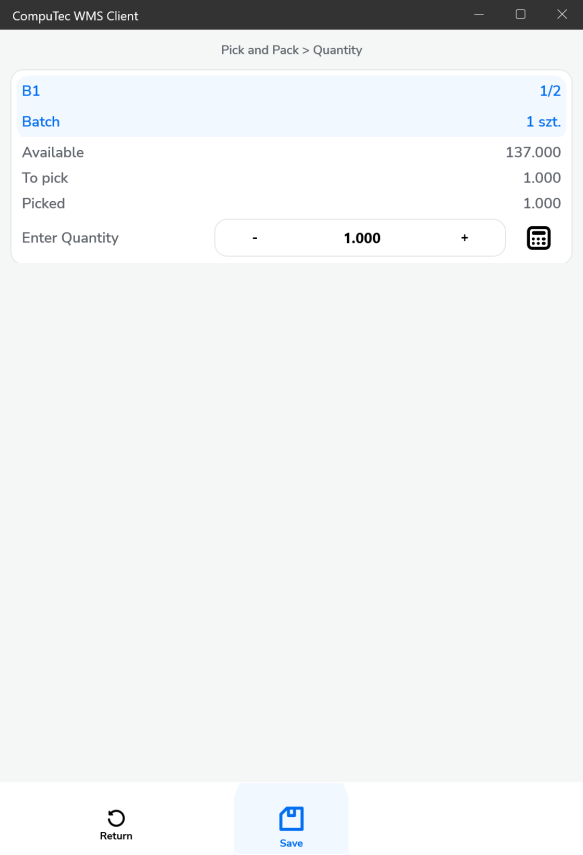 CompuTec WMS Client
Pick and Pack > Quantity
B1 1/2
Batch 1 szt.
Available 137.000
To pick 1.000
Picked 1.000
Enter Quantity - 1.000 +
Return Save